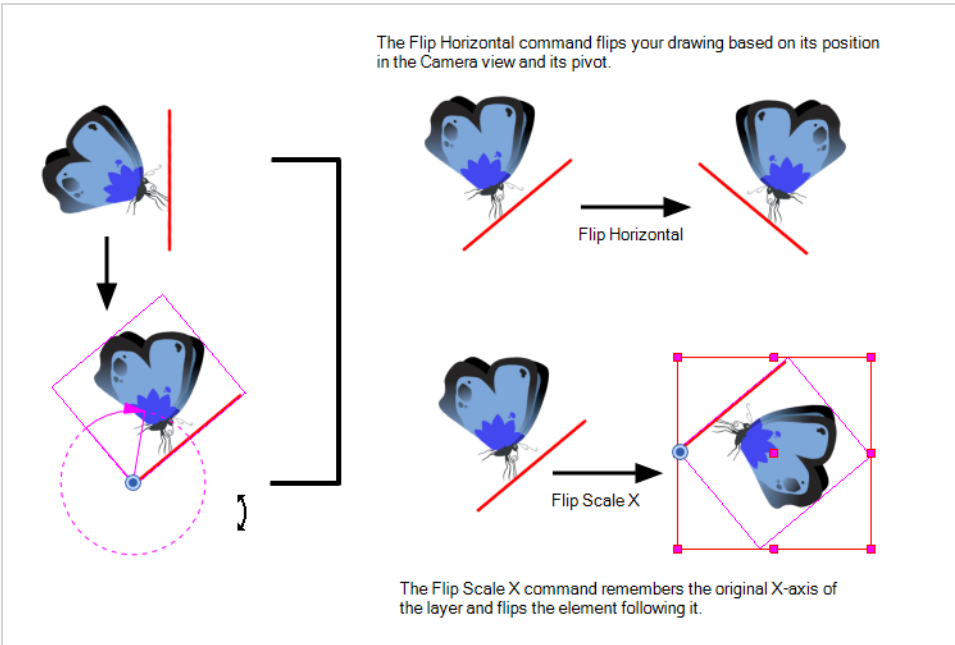 The Flip Horizontal command flips your drawing based on its position
in the Camera view and its pivot.
Flip Horizontal
Flip Scale X
The Flip Scale X command remembers the original X-axis of
the layer and flips the element following it.